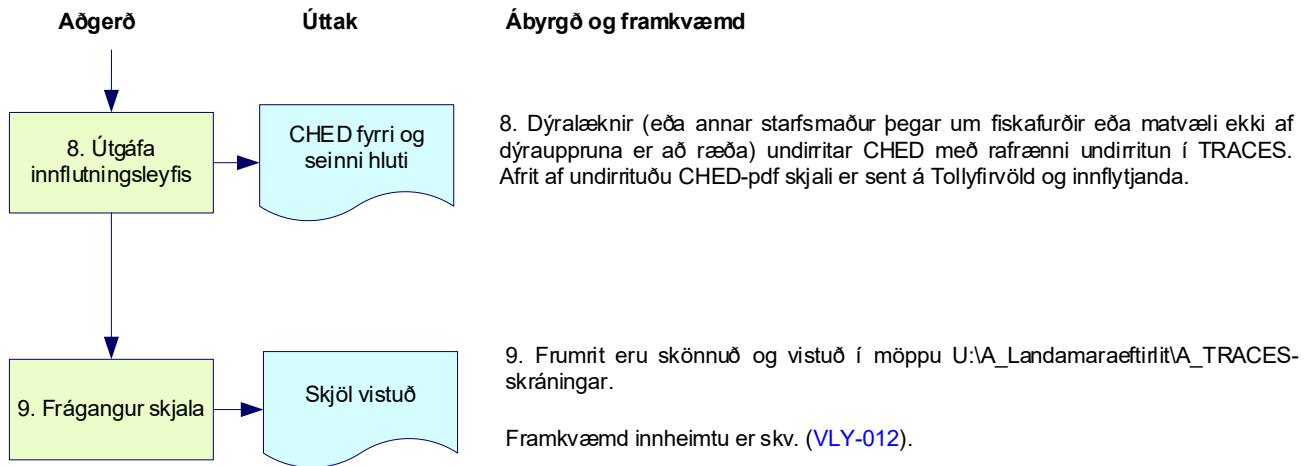 Aðgerð
Úttak
Ábyrgð og framkvæmd
8. Útgáfa
innflutningsleyfis
CHED fyrri og
seinni hluti
8. Dýralæknir (eða annar starfsmaður þegar um fiskafurðir eða matvæli ekki af
dýrauppruna er að ræða) undirritar CHED með rafrænni undirritun í TRACES.
Afrit af undirrituðu CHED-pdf skjali er sent á Tollyfirvöld og innflytjanda.
9. Frágangur skjala
Skjöl vistuð
9. Frumrit eru skönnuð og vistuð í möppu U:\A_Landamaraeftirlit\A_TRACES-
skráningar.
Framkvæmd innheimtu er skv. (VLY-012).